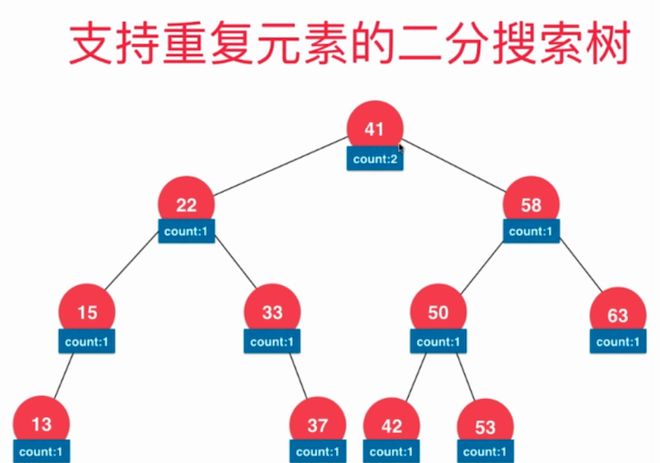 支持重复元素的二分搜索树
41
count:2
22
58
count:1
count:1
15
33
50
63
count:1
count:1
count:1
count:1
13
37
42
53
count:1
count:1
count:1
count:1